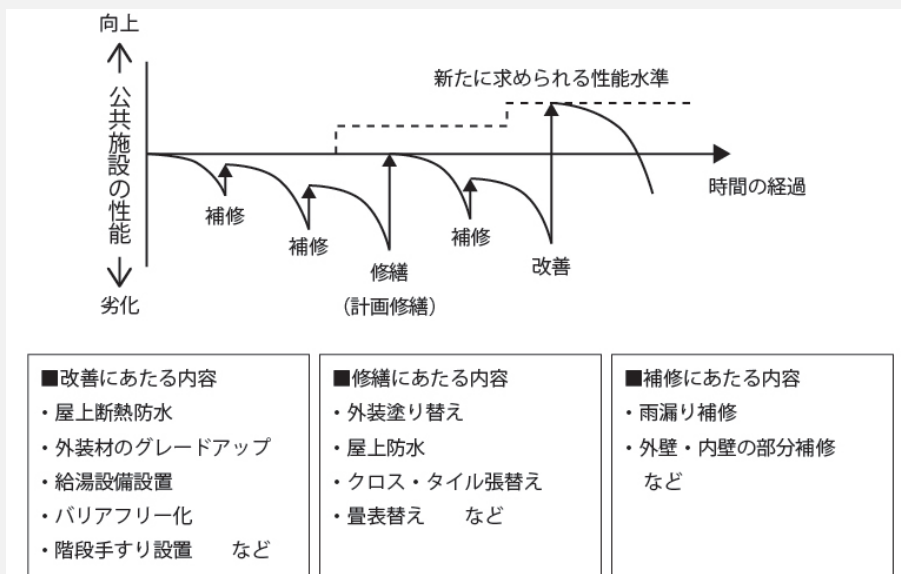 向上
公共施設の性能
劣化
新たに求められる性能水準
時間の経過
補修
補修
修繕
(計画修繕)
補修
改善
■改善にあたる内容
・屋上断熱防水
・外装材のグレードアップ
・給湯設備設置
・バリアフリー化
・階段手すり設置　　など
■修繕にあたる内容
・外装塗り替え
・屋上防水
・クロス・タイル張替え
・畳表替え　　など
■補修にあたる内容
・雨漏り補修
・外壁・内壁の部分補修
など